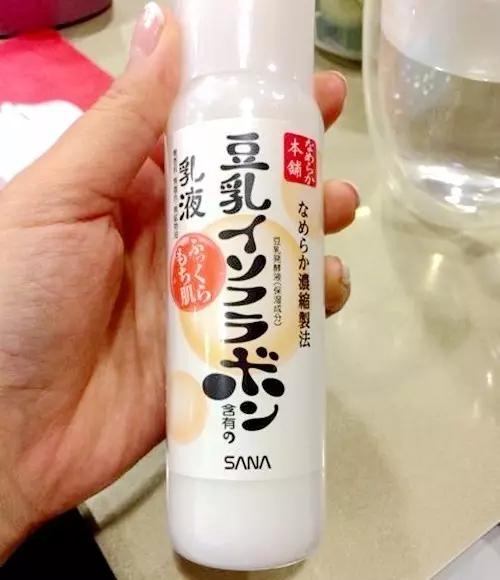 なめらか
本舗
なめらか濃縮製法
豆乳イソフラボン
含有の
豆乳発酵液(保湿成分)
乳液
ふっくら
もち肌
SANA